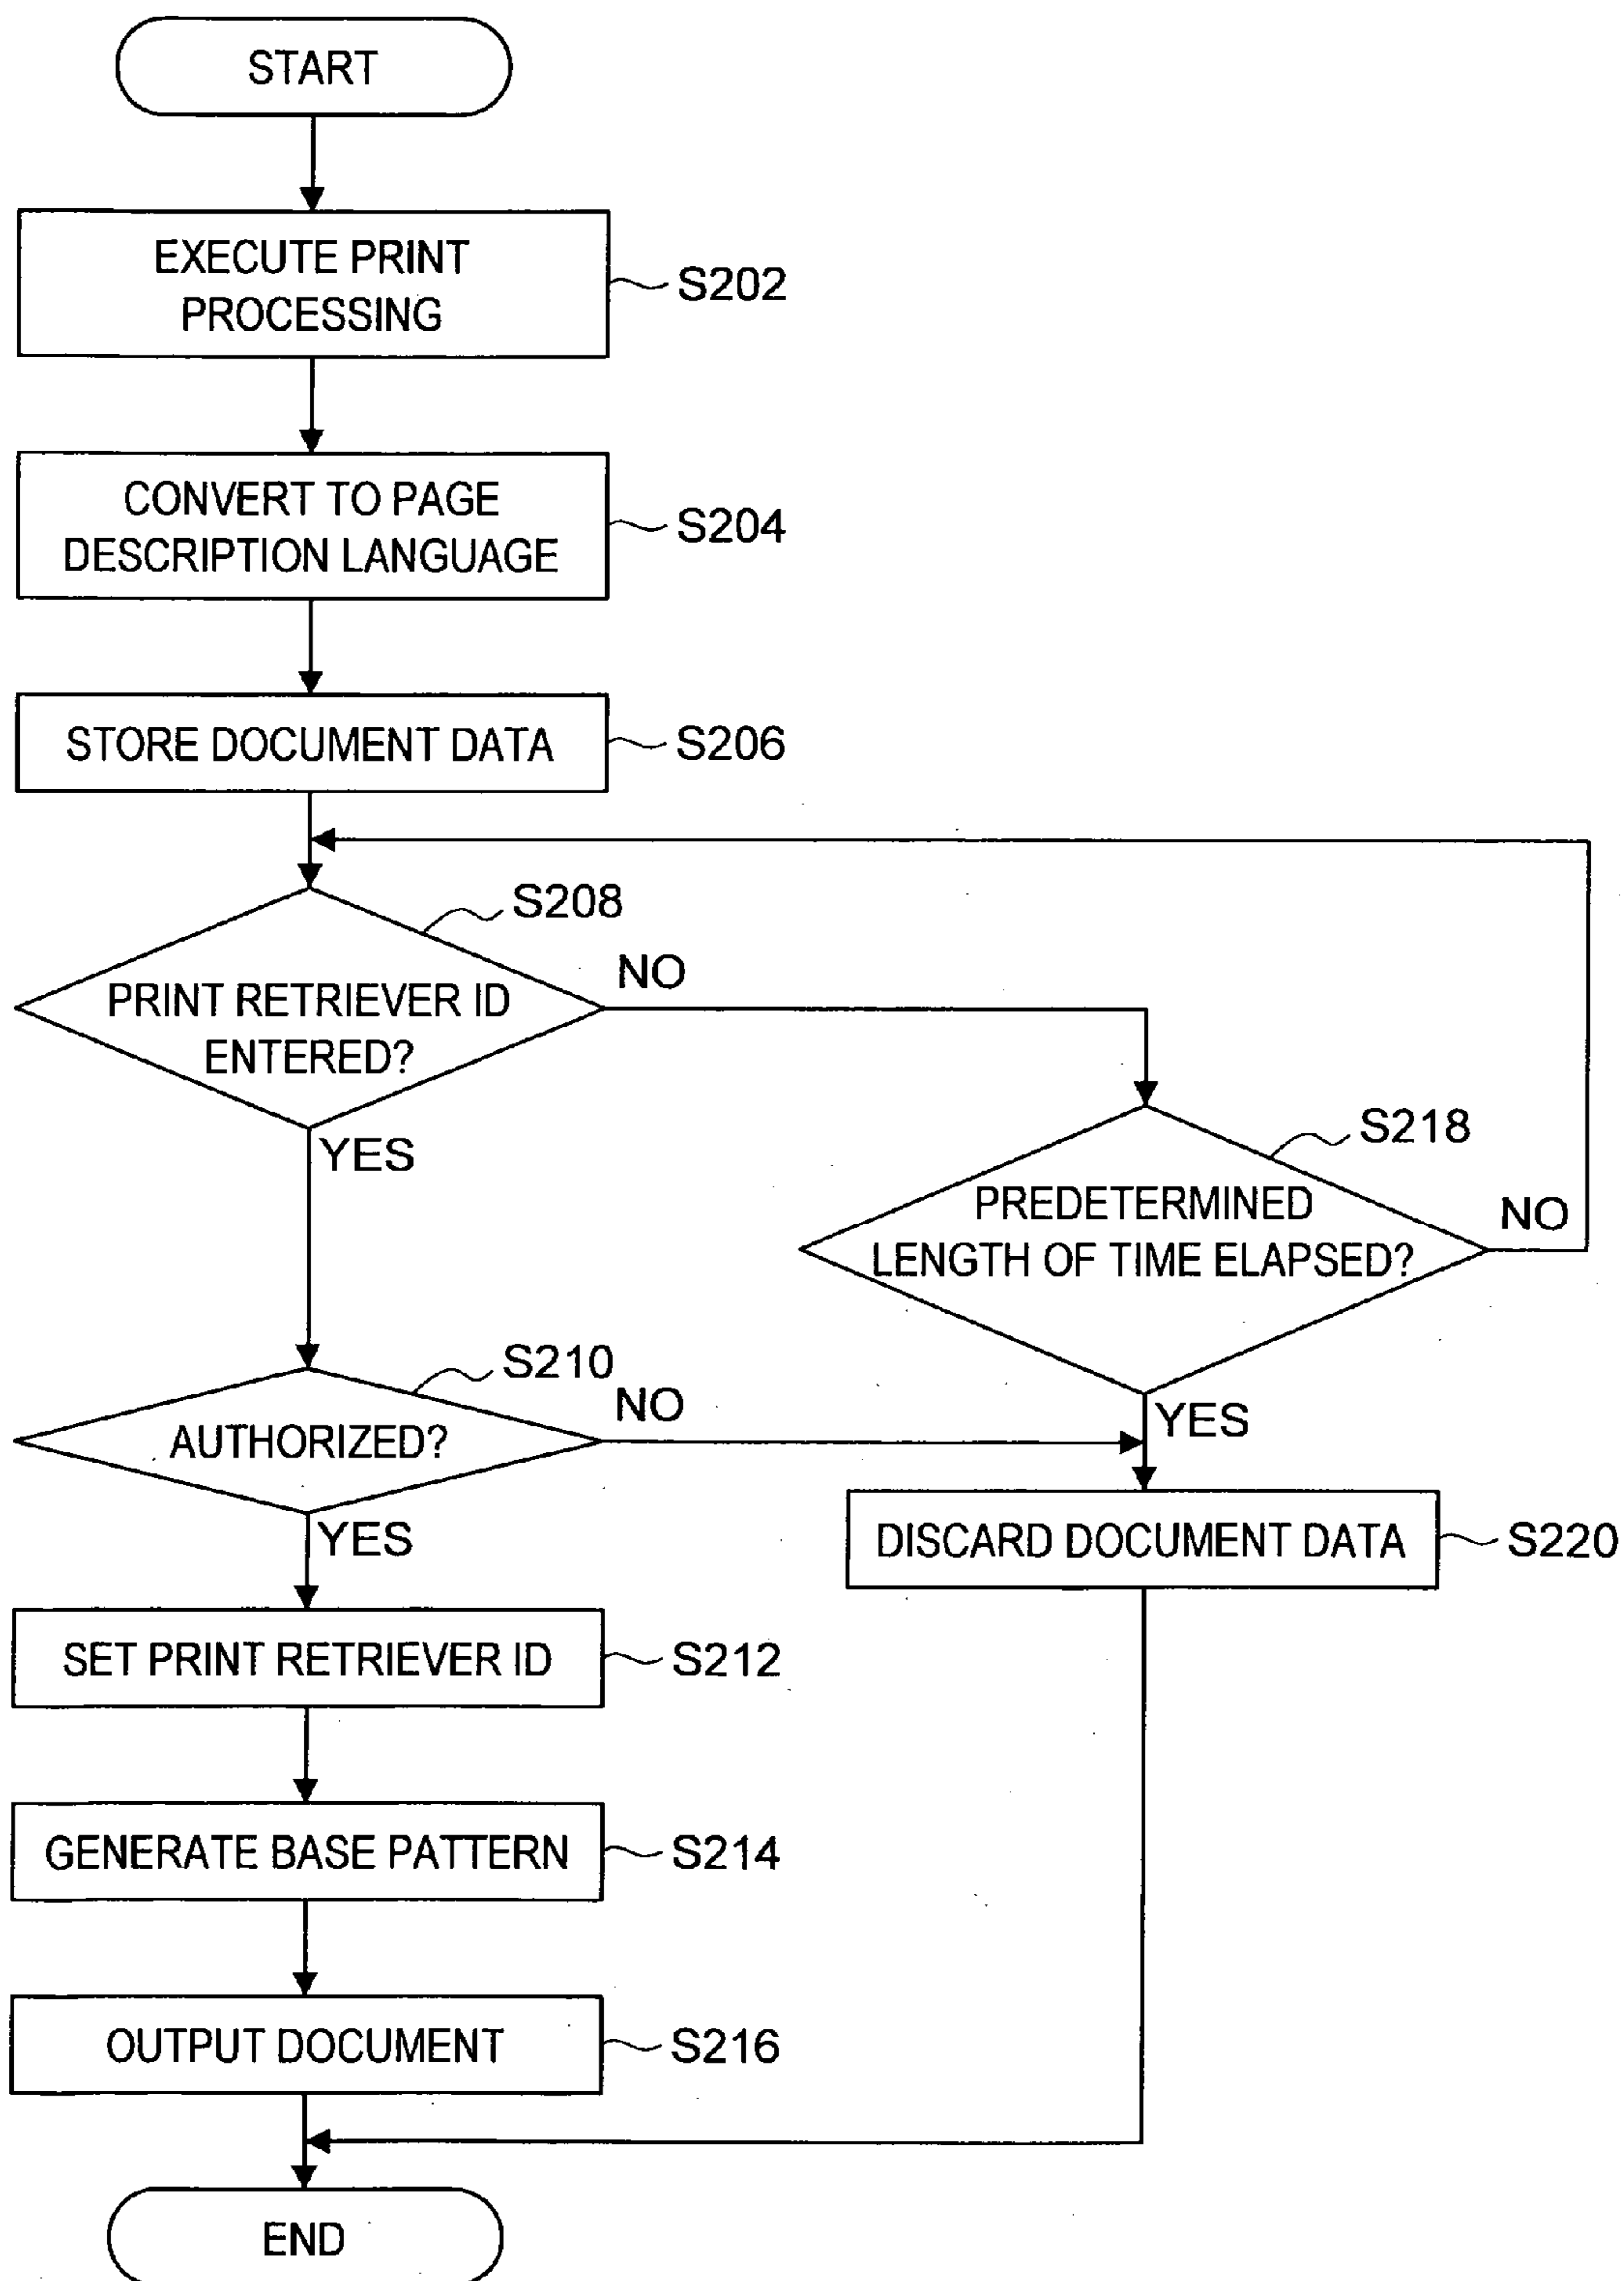 START
EXECUTE PRINT
PROCESSING
S202
CONVERT TO PAGE
DESCRIPTION LANGUAGE
S204
STORE DOCUMENT DATA
S206
S208
PRINT RETRIEVER ID
ENTERED?
NO
YES
S218
PREDETERMINED
LENGTH OF TIME ELAPSED?
NO
YES
S210
AUTHORIZED?
NO
YES
DISCARD DOCUMENT DATA
S220
SET PRINT RETRIEVER ID
S212
GENERATE BASE PATTERN
S214
OUTPUT DOCUMENT
S216
END